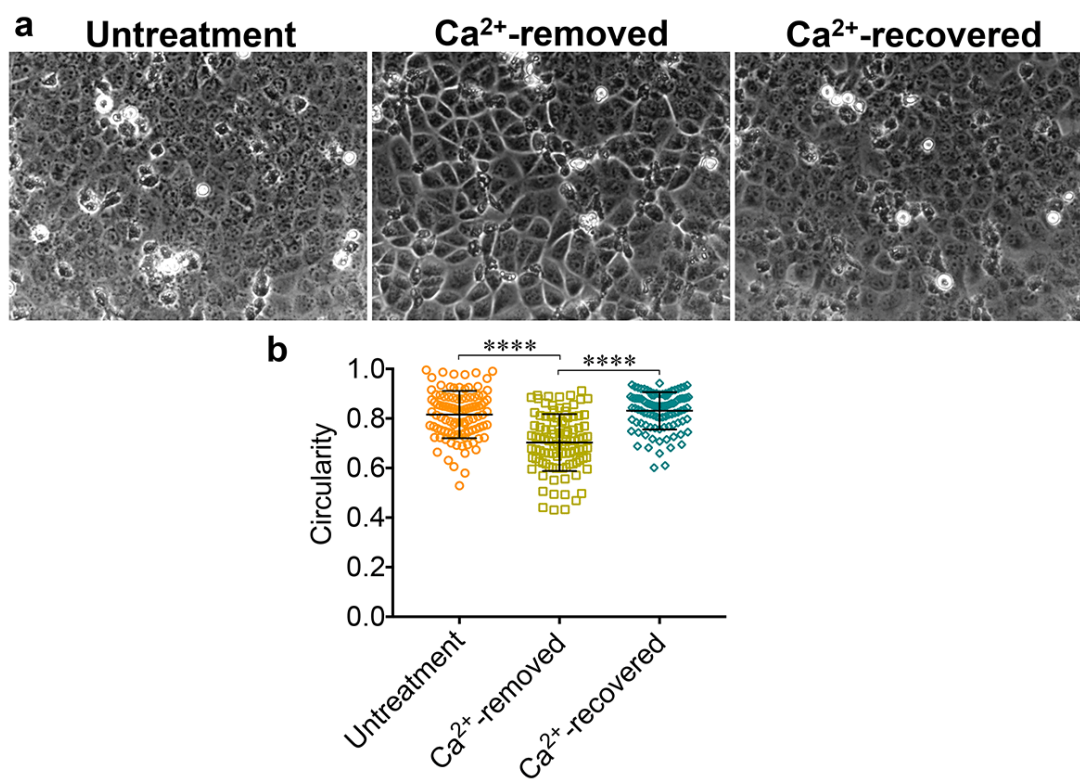 a
Untreatment Ca²⁺-removed Ca²⁺-recovered
b
****
****
1.0
0.8
0.6
0.4
0.2
0.0
Circularity
Untreatment
Ca²⁺-removed
Ca²⁺-recovered